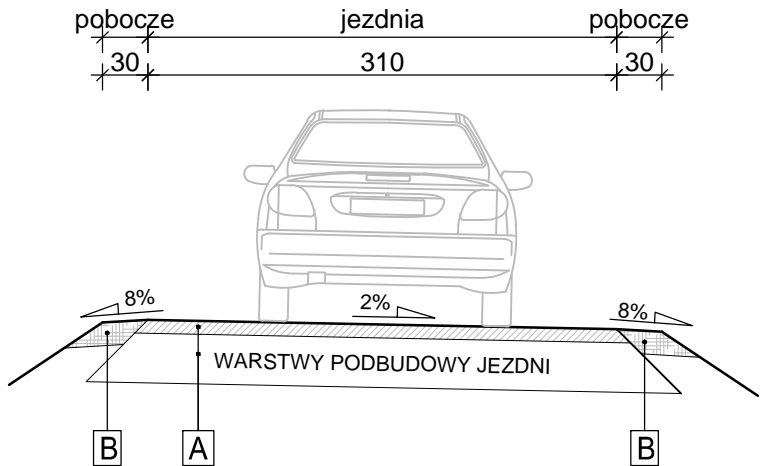 pobocze jezdnia pobocze
30 310 30
8% 2% 8%
WARSTWY PODBUDOWY JEZDNI
B A B